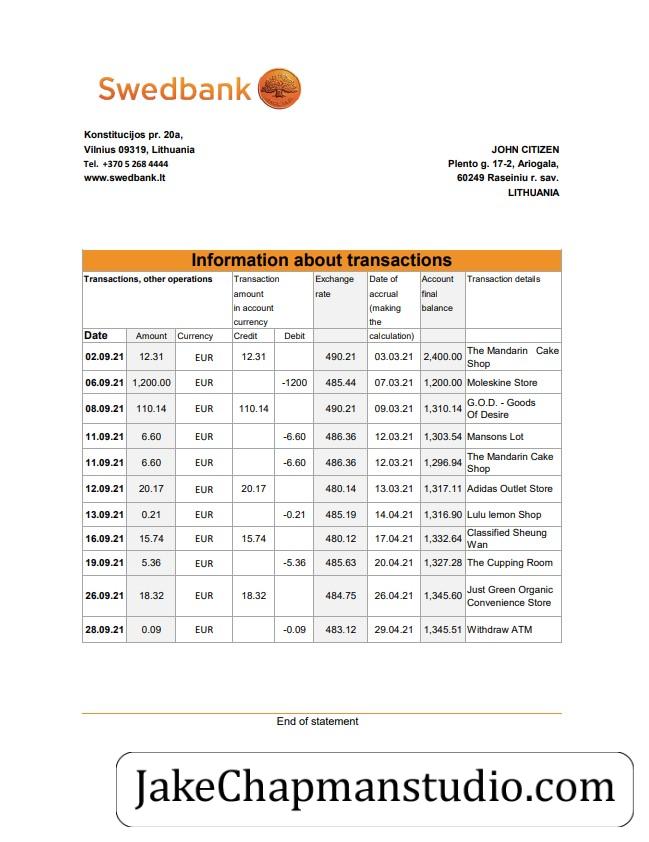 Swedbank
Konstitucijos pr. 20a,
Vilnius 09319, Lithuania
Tel. +370 5 268 4444
www.swedbank.lt
JOHN CITIZEN
Plento g. 17-2, Ariogala,
60249 Raseiniu r. sav.
LITHUANIA
Information about transactions
Transactions, other operations
Transaction
amount
in account
currency
Exchange
rate
Date of
accrual
(making
the
calculation)
Account
final
balance
Transaction details
Date Amount Currency Credit Debit
02.09.21 12.31 EUR 12.31 490.21 03.03.21 2,400.00 The Mandarin Cake
Shop
06.09.21 1,200.00 EUR -1200 485.44 07.03.21 1,200.00 Moleskine Store
08.09.21 110.14 EUR 110.14 490.21 09.03.21 1,310.14 G.O.D. - Goods
Of Desire
11.09.21 6.60 EUR -6.60 486.36 12.03.21 1,303.54 Mansons Lot
11.09.21 6.60 EUR -6.60 486.36 12.03.21 1,296.94 The Mandarin Cake
Shop
12.09.21 20.17 EUR 20.17 480.14 13.03.21 1,317.11 Adidas Outlet Store
13.09.21 0.21 EUR -0.21 485.19 14.04.21 1,316.90 Lulu lemon Shop
16.09.21 15.74 EUR 15.74 480.12 17.04.21 1,332.64 Classified Sheung
Wan
19.09.21 5.36 EUR -5.36 485.63 20.04.21 1,327.28 The Cupping Room
26.09.21 18.32 EUR 18.32 484.75 26.04.21 1,345.60 Just Green Organic
Convenience Store
28.09.21 0.09 EUR -0.09 483.12 29.04.21 1,345.51 Withdraw ATM
End of statement
JakeChapmanstudio.com